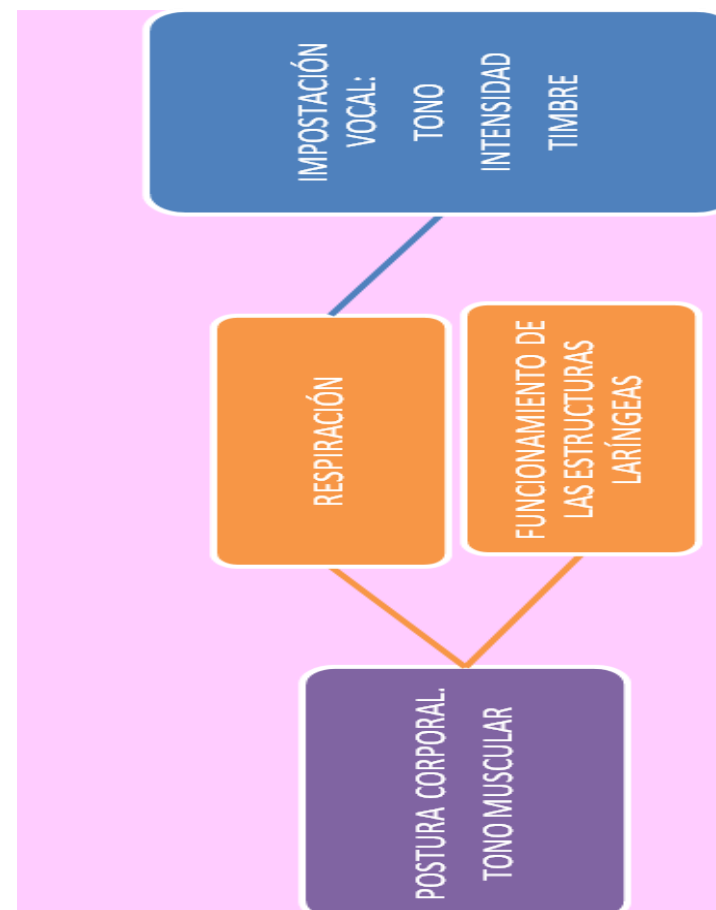 POSTURA CORPORAL.
TONO MUSCULAR
RESPIRACIÓN
FUNCIONAMIENTO DE
LAS ESTRUCTURAS
LARÍNGEAS
IMPOSTACIÓN
VOCAL:
TONO
INTENSIDAD
TIMBRE